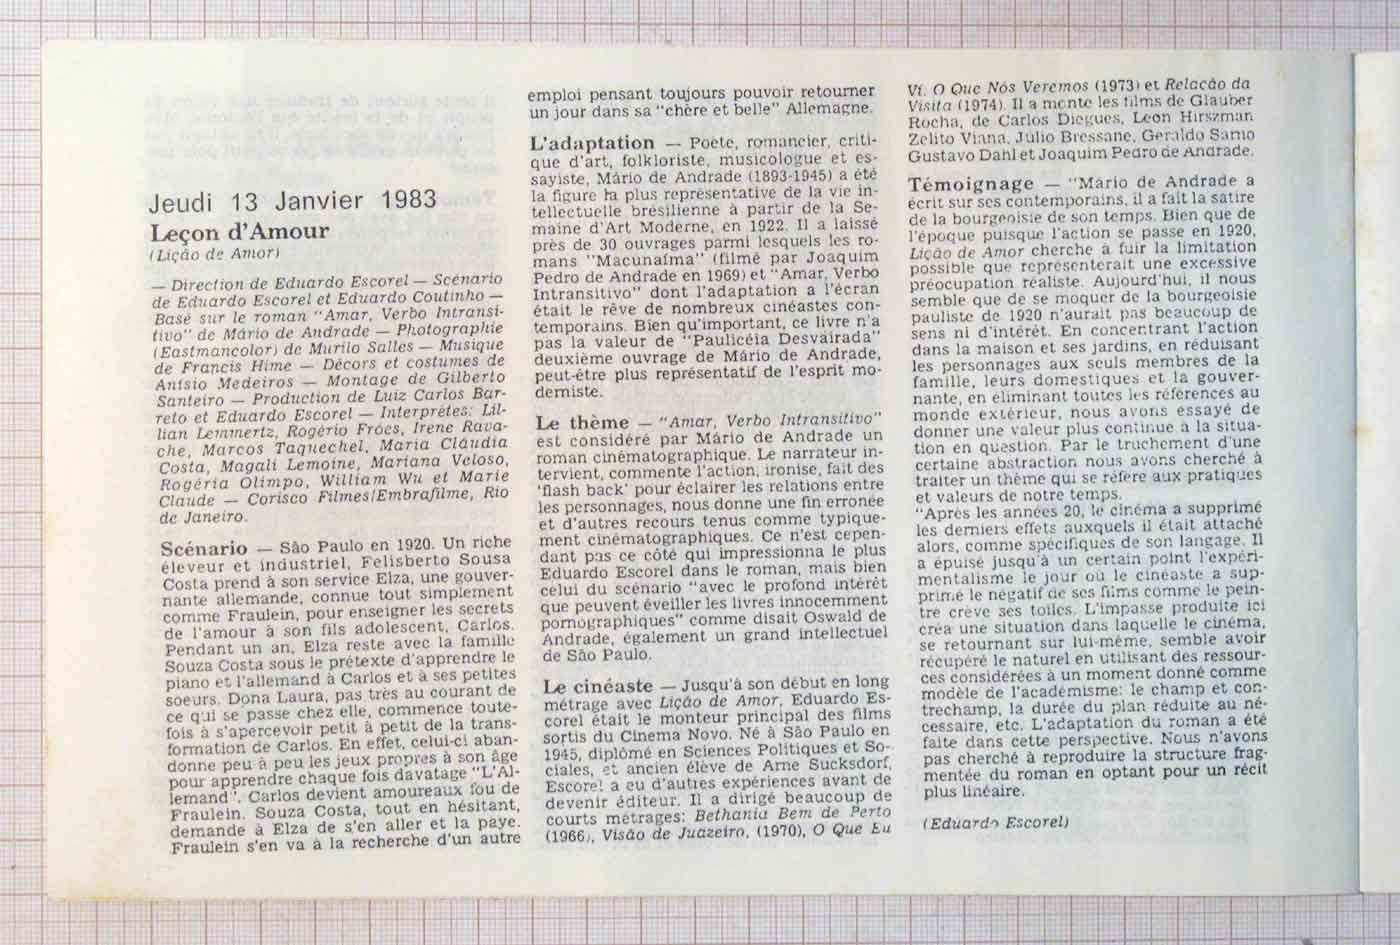 Jeudi 13 Janvier 1983
Leçon d'Amour
(Lição de Amor)
— Direction de Eduardo Escorel — Scénario
de Eduardo Escorel et Eduardo Coutinho —
Basé sur le roman "Amar, Verbo Intransi-
tivo" de Mário de Andrade — Photographie
(Eastmancolor) de Murilo Salles — Musique
de Francis Hime — Décors et costumes de
Anísio Medeiros — Montage de Gilberto
Santeiro — Production de Luiz Carlos Bar-
reto et Eduardo Escorel — Interprétes: Lil-
lian Lemmertz, Rogério Fróes, Irene Rava-
che, Marcos Taquechel, Maria Cláudia
Costa, Magali Lemoine, Mariana Veloso,
Rogéria Olimpo, William Wu et Marie
Claude — Corisco Filmes/Embrafilme, Rio
de Janeiro.
Scénario — São Paulo en 1920. Un riche
éleveur et industriel, Felisberto Sousa
Costa prend à son service Elza, une gouver-
nante allemande, connue tout simplement
comme Fraulein, pour enseigner les secrets
de l'amour à son fils adolescent, Carlos.
Pendant un an, Elza reste avec la famille
Souza Costa sous le prétexte d'apprendre le
piano et l'allemand à Carlos et à ses petites
soeurs. Dona Laura, pas très au courant de
ce qui se passe chez elle, commence toute-
fois à s'apercevoir petit à petit de la trans-
formation de Carlos. En effet, celui-ci aban-
donne peu à peu les jeux propres à son âge
pour apprendre chaque fois davatage "L'Al-
lemand". Carlos devient amoureaux fou de
Fraulein. Souza Costa, tout en hésitant,
demande à Elza de s'en aller et la paye.
Fraulein s'en va à la recherche d'un autre
emploi pensant toujours pouvoir retourner
un jour dans sa "chère et belle" Allemagne.
L'adaptation — Poète, romancier, criti-
que d'art, folkloriste, musicologue et es-
sayiste, Mário de Andrade (1893-1945) a été
la figure la plus représentative de la vie in-
tellectuelle brésilienne à partir de la Se-
maine d'Art Moderne, en 1922. Il a laissé
près de 30 ouvrages parmi lesquels les ro-
mans "Macunaíma" (filmé par Joaquim
Pedro de Andrade en 1969) et "Amar, Verbo
Intransitivo" dont l'adaptation a l'écran
était le rêve de nombreux cinéastes con-
temporains. Bien qu'important, ce livre n'a
pas la valeur de "Paulicéia Desvairada"
deuxième ouvrage de Mário de Andrade,
peut-être plus représentatif de l'esprit mo-
derniste.
Le thème — "Amar, Verbo Intransitivo"
est considéré par Mário de Andrade un
roman cinématographique. Le narrateur in-
tervient, commente l'action, ironise, fait des
'flash back' pour éclairer les relations entre
les personnages, nous donne une fin erronée
et d'autres recours tenus comme typique-
ment cinématographiques. Ce n'est cepen-
dant pas ce côté qui impressionna le plus
Eduardo Escorel dans le roman, mais bien
celui du scénario "avec le profond intérêt
que peuvent éveiller les livres innocemment
pornographiques" comme disait Oswald de
Andrade, également un grand intellectuel
de São Paulo.
Le cinéaste — Jusqu'à son début en long
métrage avec Lição de Amor, Eduardo Es-
corel était le monteur principal des films
sortis du Cinema Novo. Né à São Paulo en
1945, diplômé en Sciences Politiques et So-
ciales, et ancien élève de Arne Sucksdorf,
Escorel a eu d'autres expériences avant de
devenir éditeur. Il a dirigé beaucoup de
courts métrages: Bethania Bem de Perto
(1966), Visão de Juazeiro, (1970), O Que Eu
Vi, O Que Nós Veremos (1973) et Relação da
Visita (1974). Il a monte les films de Glauber
Rocha, de Carlos Diegues, Leon Hirszman
Zelito Viana, Júlio Bressane, Geraldo Sarno
Gustavo Dahl et Joaquim Pedro de Andrade.
Témoignage — "Mário de Andrade a
écrit sur ses contemporains, il a fait la satire
de la bourgeoisie de son temps. Bien que de
l'époque puisque l'action se passe en 1920,
Lição de Amor cherche à fuir la limitation
possible que représenterait une excessive
préocupation réaliste. Aujourd'hui, il nous
semble que de se moquer de la bourgeoisie
pauliste de 1920 n'aurait pas beaucoup de
sens ni d'intérêt. En concentrant l'action
dans la maison et ses jardins, en réduisant
les personnages aux seuls membres de la
famille, leurs domestiques et la gouver-
nante, en éliminant toutes les références au
monde extérieur, nous avons essayé de
donner une valeur plus continue à la situa-
tion en question. Par le truchement d'une
certaine abstraction nous avons cherché à
traiter un thème qui se réfère aux pratiques
et valeurs de notre temps.
"Après les années 20, le cinéma a supprimé
les derniers effets auxquels il était attaché
alors, comme spécifiques de son langage. Il
a épuisé jusqu'à un certain point l'expéri-
mentalisme le jour où le cinéaste a sup-
primé le négatif de ses films comme le pein-
tre crève ses toiles. L'impasse produite ici
créa une situation dans laquelle le cinéma,
se retournant sur lui-même, semble avoir
récupéré le naturel en utilisant des ressour-
ces considérées à un moment donné comme
modèle de l'academisme: le champ et con-
trechamp, la durée du plan réduite au né-
cessaire, etc. L'adaptation du roman a été
faite dans cette perspective. Nous n'avons
pas cherché à reproduire la structure frag-
mentée du roman en optant pour un récit
plus linéaire.
(Eduardo Escorel)